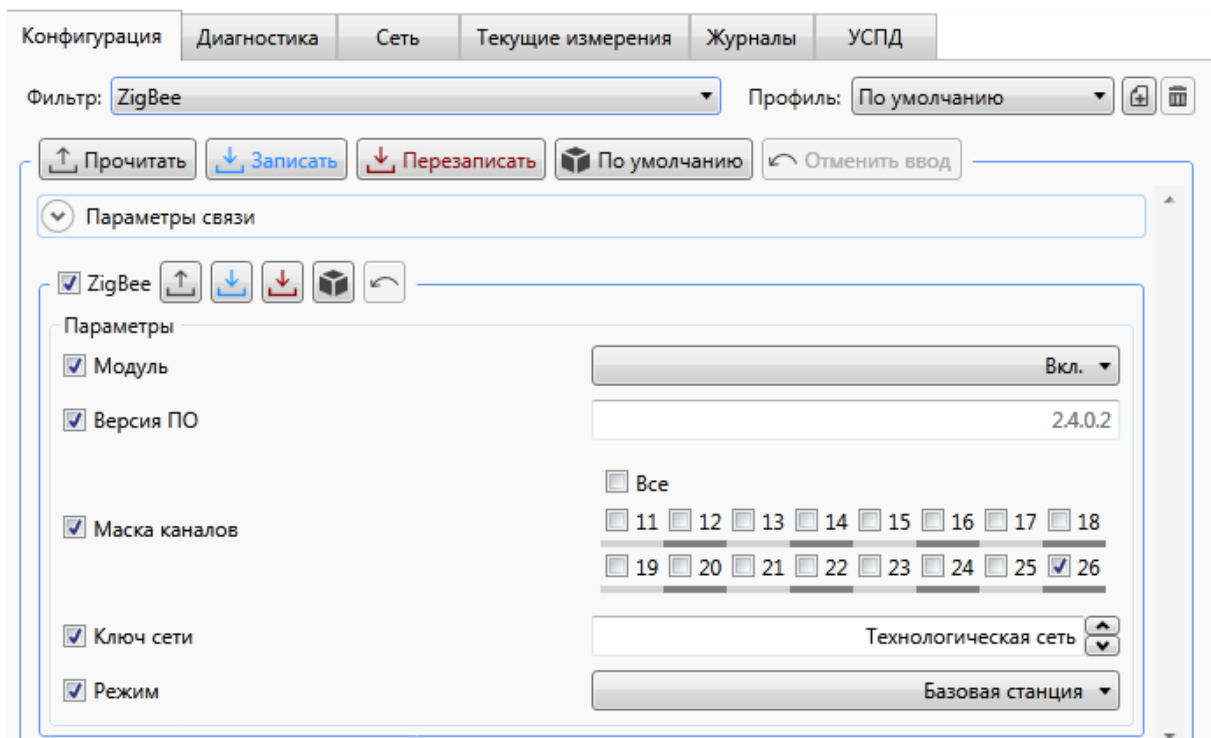 Конфигурация Диагностика Сеть Текущие измерения Журналы УСПД
Фильтр: ZigBee Профиль: По умолчанию
Прочитать Записать Перезаписать По умолчанию Отменить ввод
Параметры связи
ZigBee
Параметры
Модуль Вкл.
Версия ПО 2.4.0.2
Все
Маска каналов 11 12 13 14 15 16 17 18
19 20 21 22 23 24 25 26
Ключ сети Технологическая сеть
Режим Базовая станция